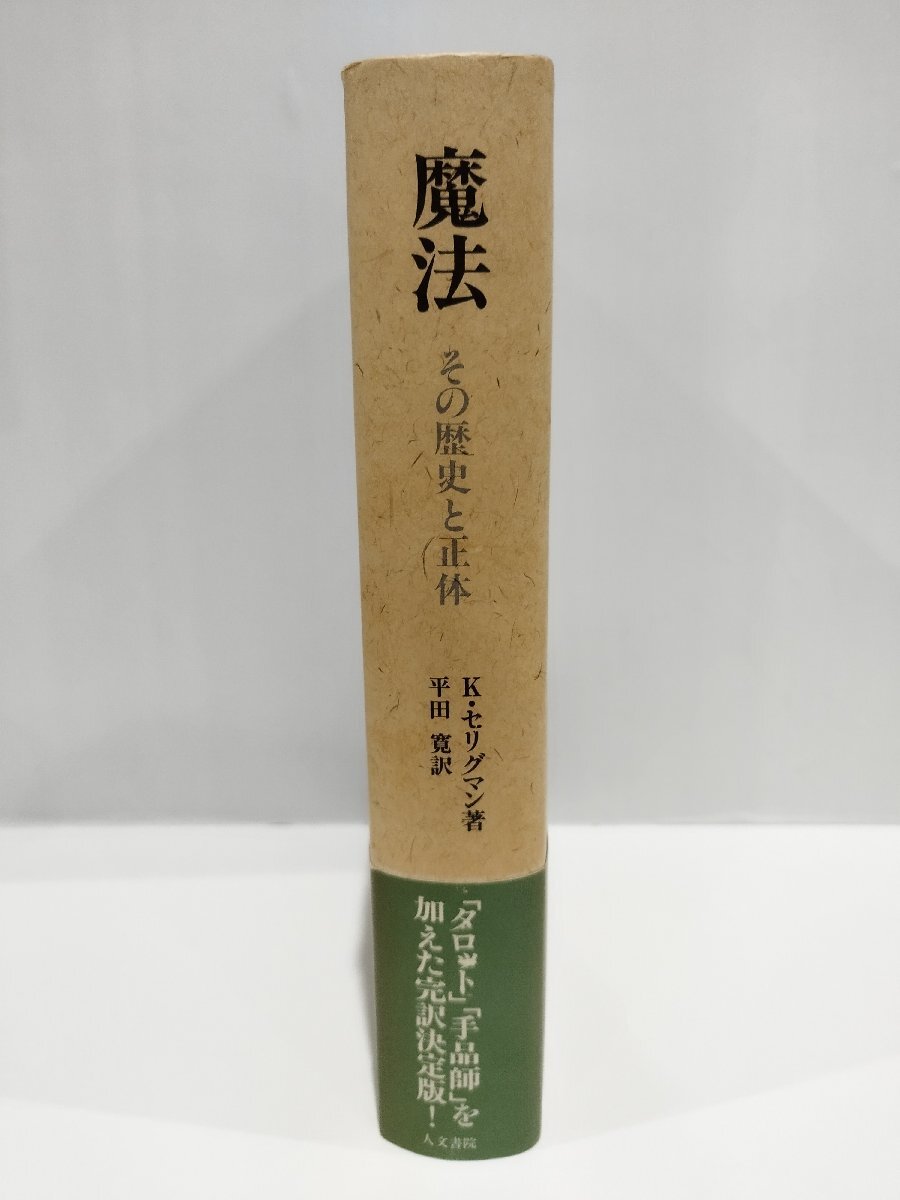 魔法
その歴史と正体
K・セリグマン著
平田 寛訳
「タロット」「手品師」を
加えた完訳決定版！
人文書院